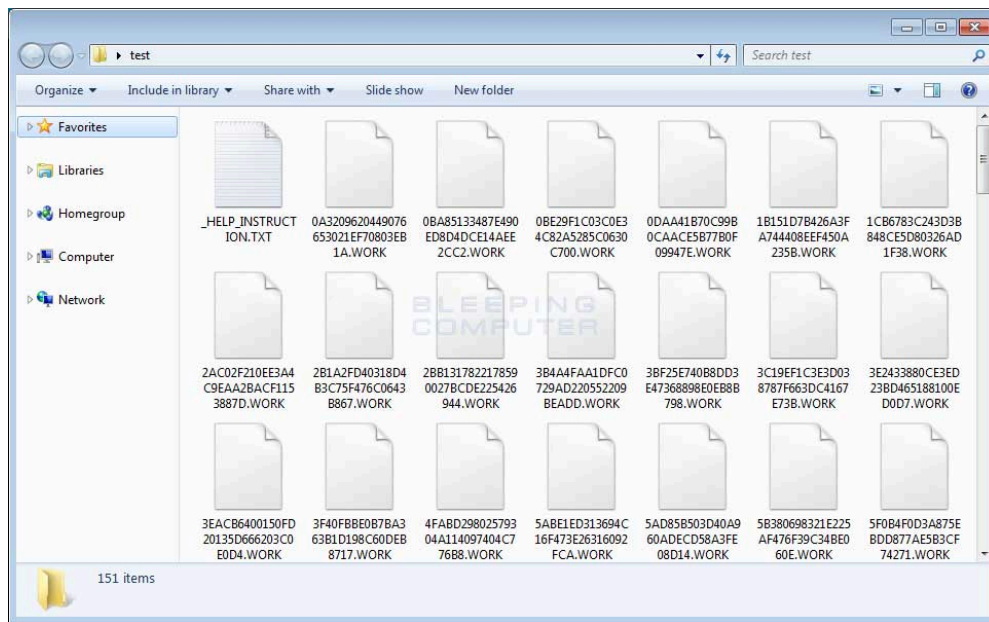 test
Search test
Organize
Include in library
Share with
Slide show
New folder
Favorites
Libraries
Homegroup
Computer
Network
_HELP_INSTRUCT
ION.TXT
0A3209620449076
653021EF70803EB
1A.WORK
0BA85133487E490
ED8D4DCE14AEE
2CC2.WORK
0BE29F1C03C0E3
4C82A5285C0630
C700.WORK
0DAA41B70C99B
0CAACE5B77B0F
09947E.WORK
1B151D7B426A3F
A744408EEF450A
235B.WORK
1CB6783C243D3B
848CE5D80326AD
1F38.WORK
2AC02F210EE3A4
C9EAA2BACF115
3887D.WORK
2B1A2FD40318D4
B3C75F476C0643
B867.WORK
2BB131782217859
0027BCDE225426
944.WORK
3B4A4FAA1DFC0
729AD220552209
BEADD.WORK
3BF25E740B8DD3
E47368898E0EB8B
798.WORK
3C19EF1C3E3D03
8787F663DC4167
E73B.WORK
3E2433880CE3ED
23BD465188100E
D0D7.WORK
BLEEPING
COMPUTER
3EACB6400150FD
20135D666203C0
E0D4.WORK
3F40FBBE0B7BA3
63B1D198C60DEB
8717.WORK
4FABD298025793
04A114097404C7
76B8.WORK
5ABE1ED313694C
16F473E26316092
FCA.WORK
5AD85B503D40A9
60ADECD58A3FE
08D14.WORK
5B380698321E225
AF476F39C34BE0
60E.WORK
5F0B4F0D3A875E
BDD877AE5B3CF
74271.WORK
151 items